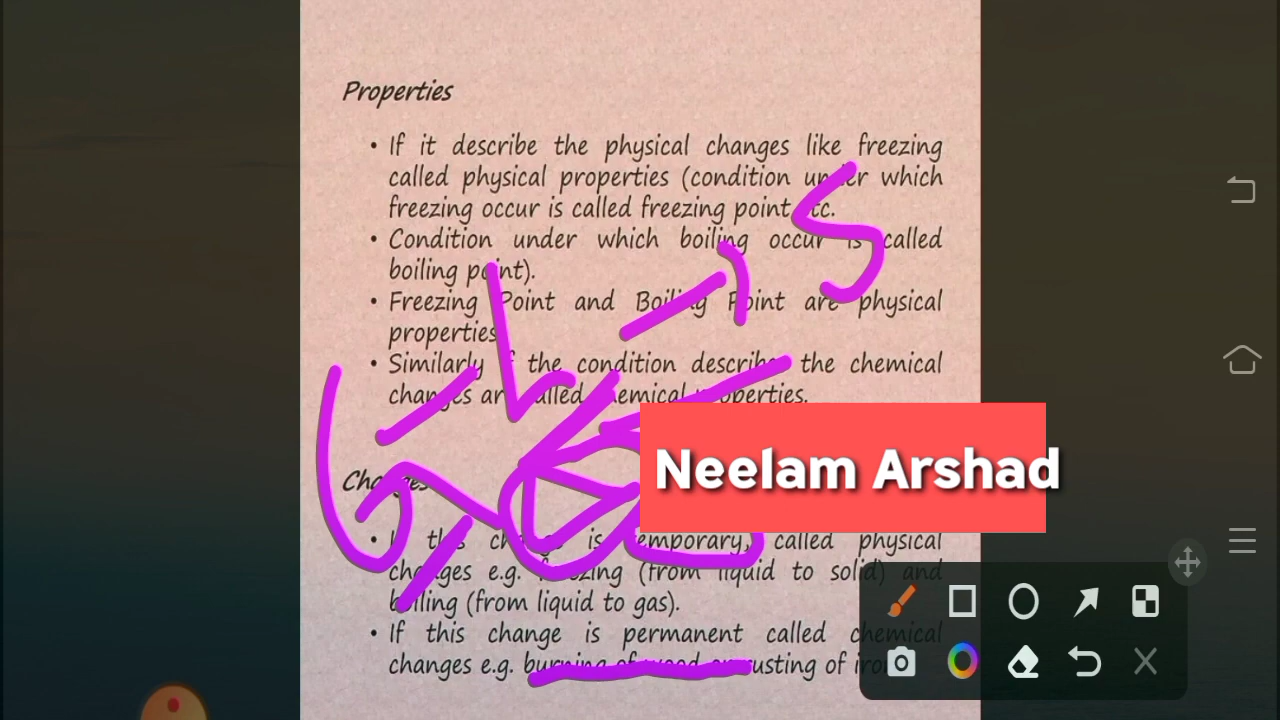 Properties
• If it describe the physical changes like freezing
called physical properties (condition under which
freezing occur is called freezing point etc.
• Condition under which boiling occur is called
boiling point).
• Freezing Point and Boiling Point are physical
properties
• Similarly if the condition describe the chemical
changes are called chemical properties.
Neelam Arshad
Changes
• If this change is temporary, called physical
changes e.g. freezing (from liquid to solid) and
boiling (from liquid to gas).
• If this change is permanent called chemical
changes e.g. burning of wood or rusting of iron